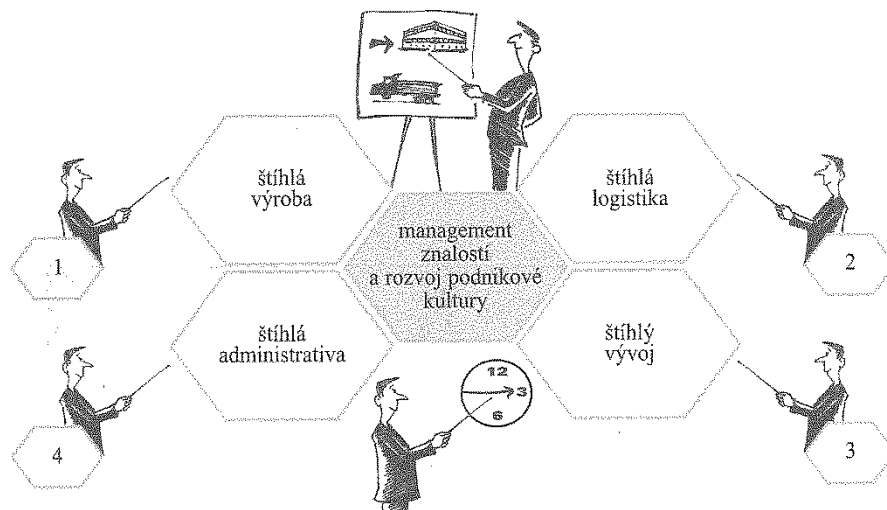 štíhlá
výroba
štíhlá
logistika
1
management
znalostí
a rozvoj podnikové
kultury
2
štíhlá
administrativa
štíhlý
vývoj
12
3
6
4
3